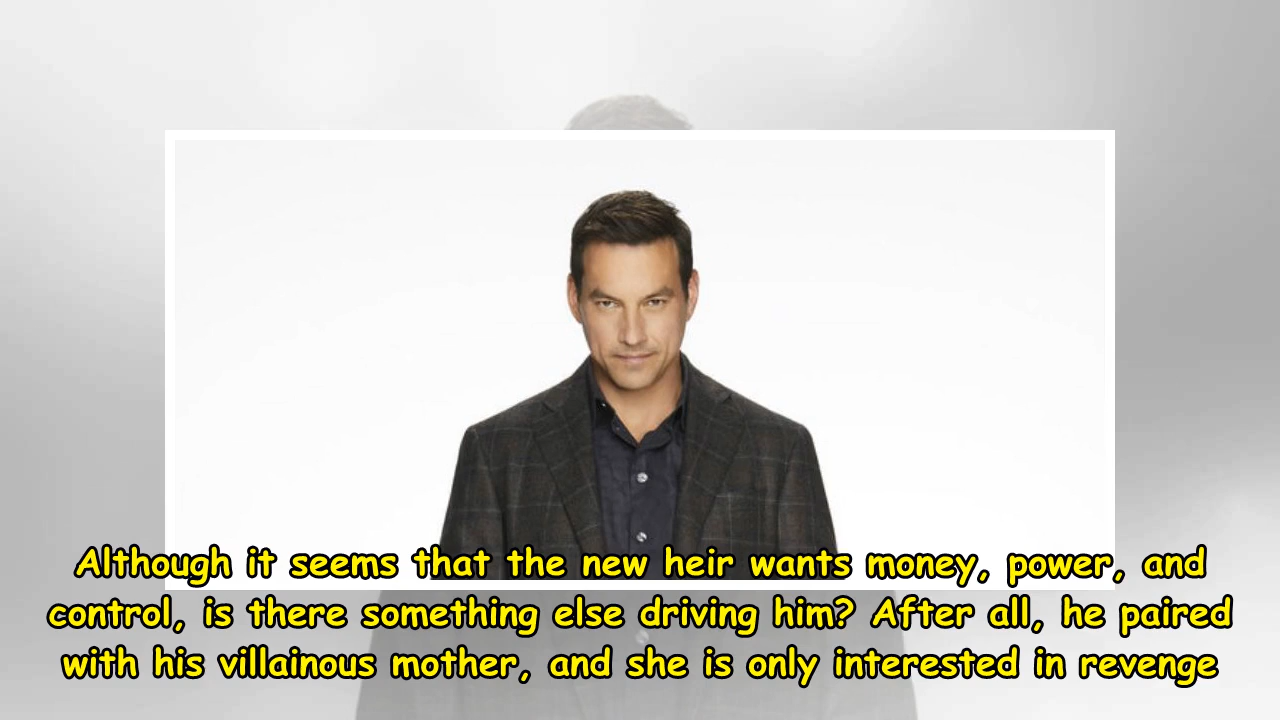 Although it seems that the new heir wants money, power, and
control, is there something else driving him? After all, he paired
with his villainous mother, and she is only interested in revenge